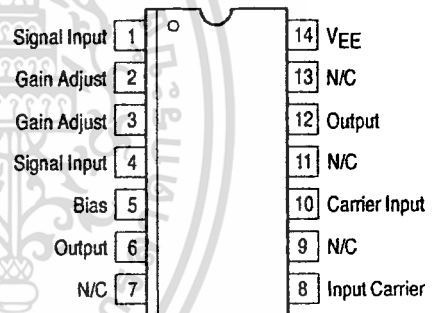 Signal Input 1 14 VEE
Gain Adjust 2 13 N/C
Gain Adjust 3 12 Output
Signal Input 4 11 N/C
Bias 5 10 Carrier Input
Output 6 9 N/C
N/C 7 8 Input Carrier